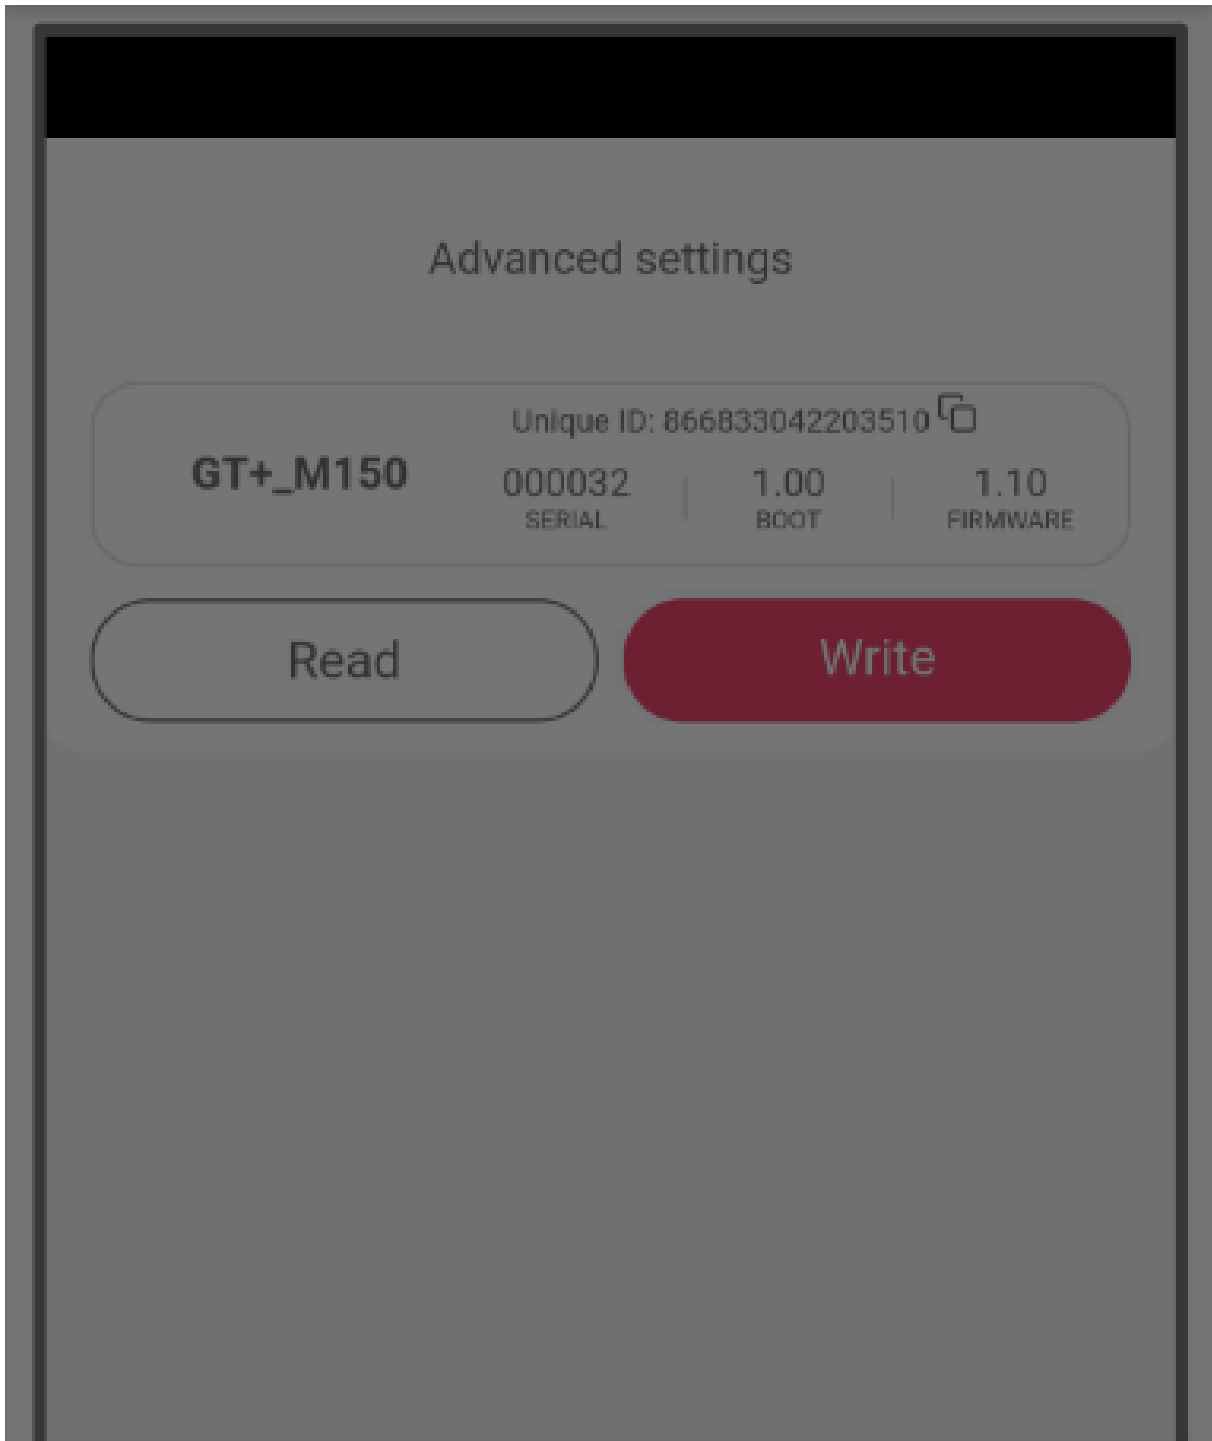 Advanced settings
Unique ID: 866833042203510
GT+_M150
000032
1.00
1.10
SERIAL
BOOT
FIRMWARE
Read
Write